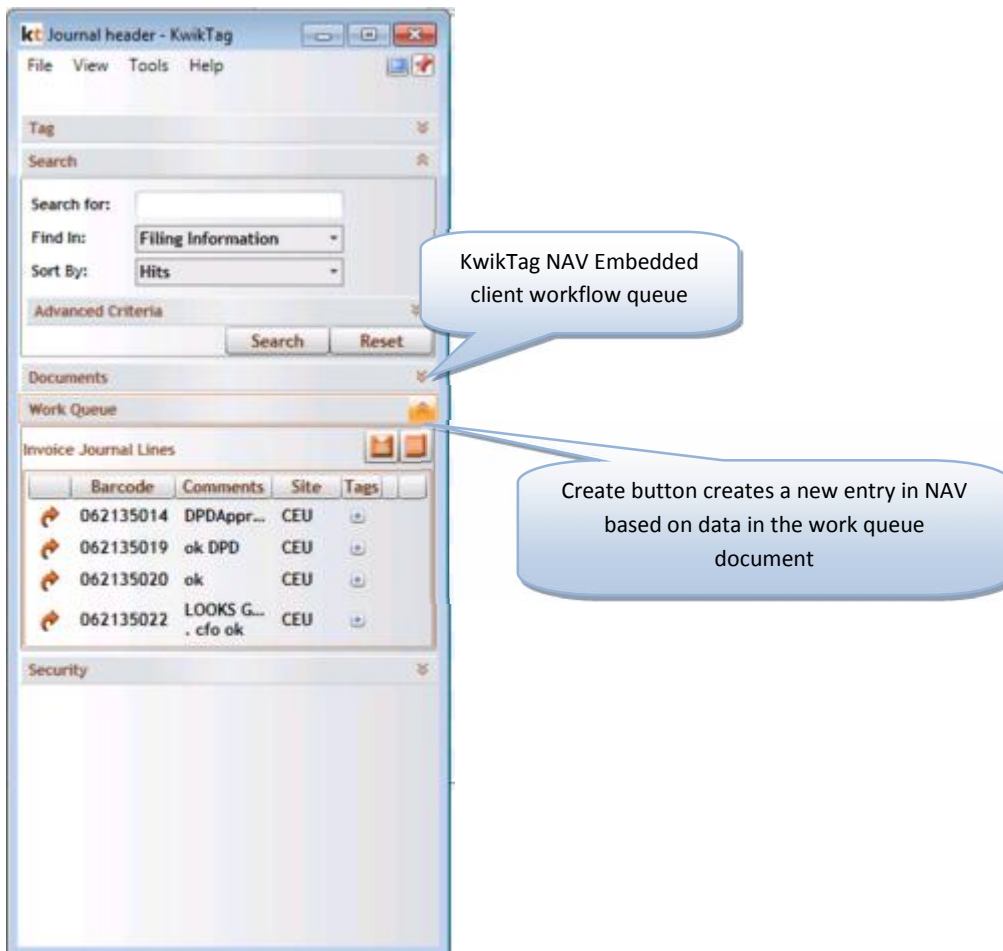 kt Journal header - KwikTag
File View Tools Help
Tag
Search
Search for:
Find In: Filing Information
Sort By: Hits
Advanced Criteria
Search Reset
Documents
Work Queue
Invoice Journal Lines
Barcode Comments Site Tags
062135014 DPDAppr... CEU
062135019 ok DPD CEU
062135020 ok CEU
062135022 LOOKS G... CEU
. cfo ok
Security
KwikTag NAV Embedded
client workflow queue
Create button creates a new entry in NAV
based on data in the work queue
document